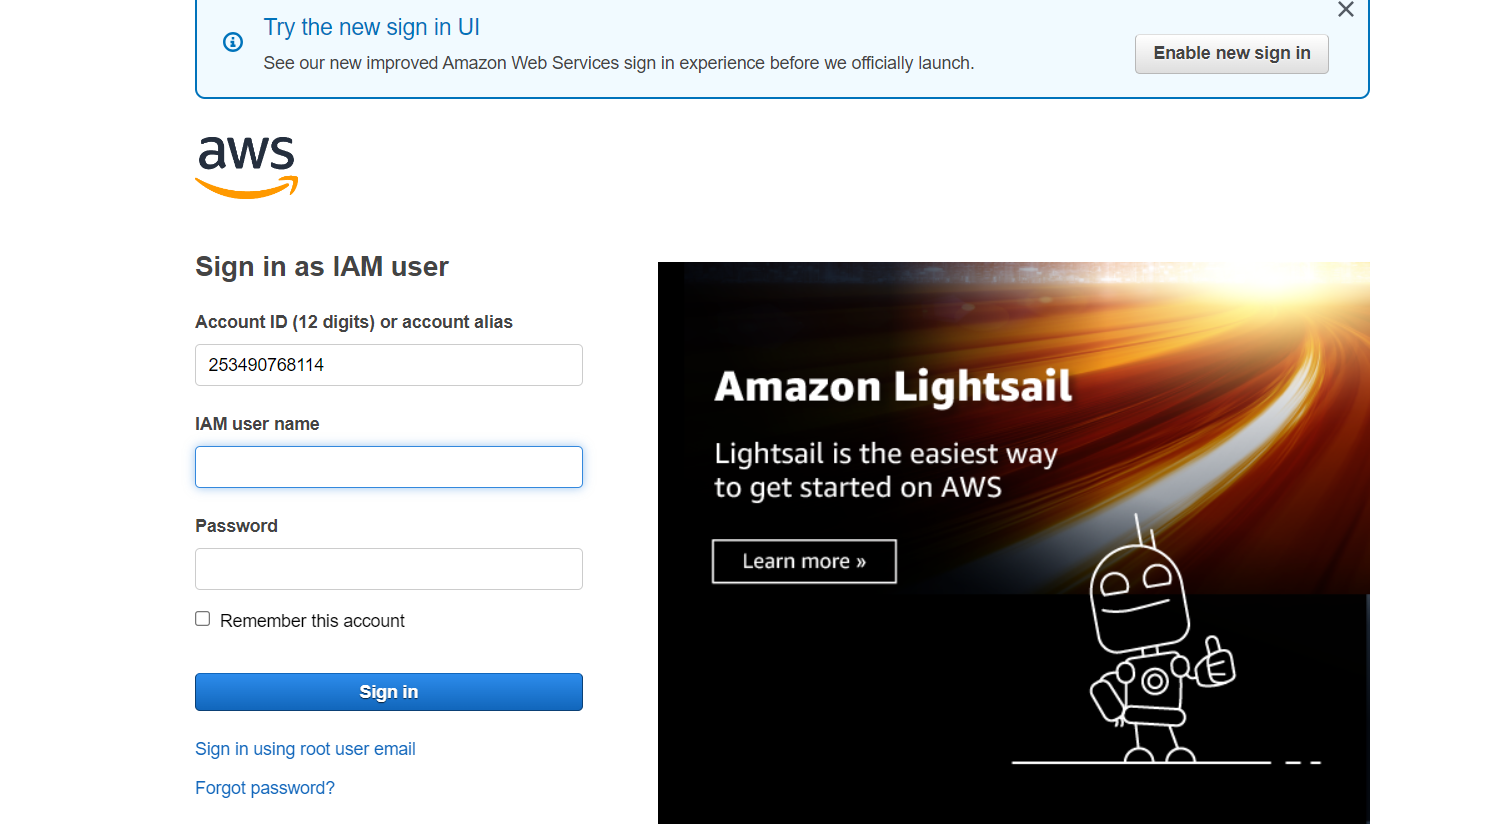 Try the new sign in UI
See our new improved Amazon Web Services sign in experience before we officially launch.
Enable new sign in
aws
Sign in as IAM user
Account ID (12 digits) or account alias
253490768114
IAM user name
Password
Remember this account
Sign in
Sign in using root user email
Forgot password?
Amazon Lightsail
Lightsail is the easiest way
to get started on AWS
Learn more »